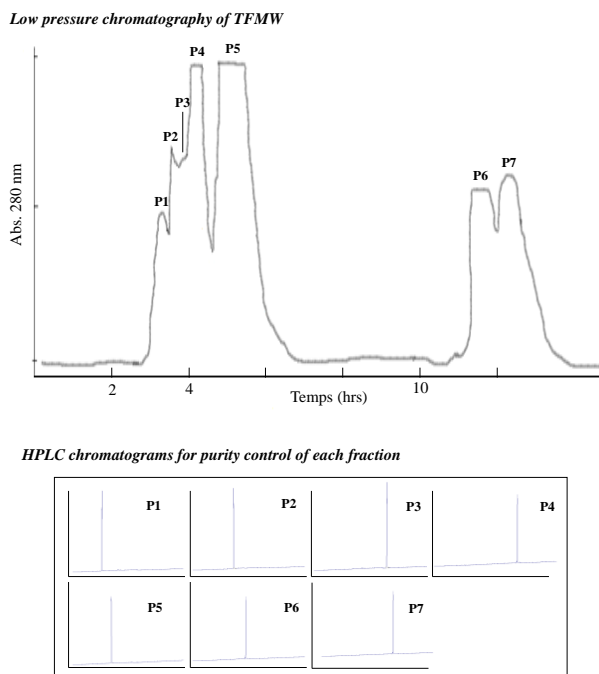 Low pressure chromatography of TFMW
P4 P5
P3
P2
P1
P6 P7
Abs. 280 nm
2 4 10
Temps (hrs)
HPLC chromatograms for purity control of each fraction
P1 P2 P3 P4
P5 P6 P7